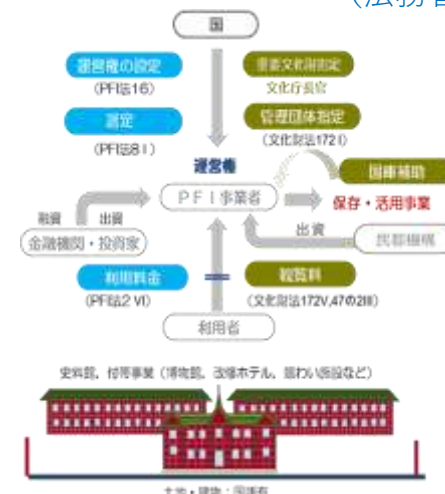 (法務省
国
運営権の設定
(PFI法16)
重要文化財指定
文化庁長官
選定
(PFI法8Ⅰ)
管理団体指定
(文化財法172Ⅰ)
運営権
国庫補助
PFI事業者
保存・活用事業
融資
出資
金融機関・投資家
出資
民都機構
利用料金
(PFI法2Ⅵ)
観覧料
(文化財法172Ⅴ,47の2Ⅲ)
利用者
史料館、付帯事業(博物館、改修ホテル、賑わい施設など)
土地・建物:国所有